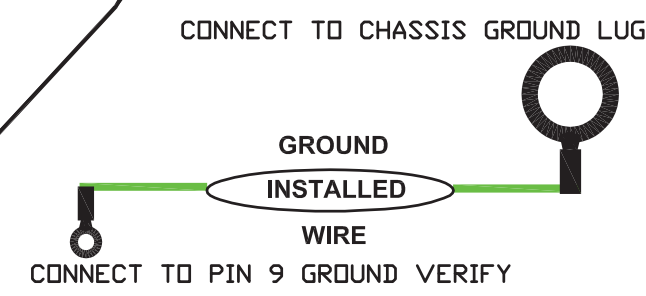 CONNECT TO CHASSIS GROUND LUG
GROUND
INSTALLED
WIRE
CONNECT TO PIN 9 GROUND VERIFY